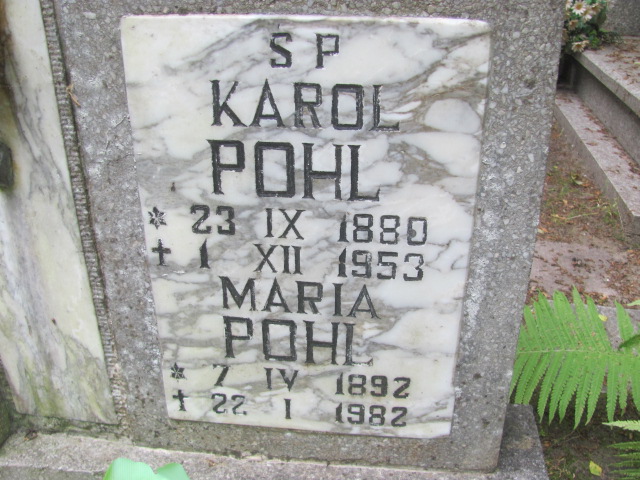 Ś P
KAROL
POHL
* 23 IX 1880
† 1 XII 1953
MARIA
POHL
* 7 IV 1892
† 22 I 1982